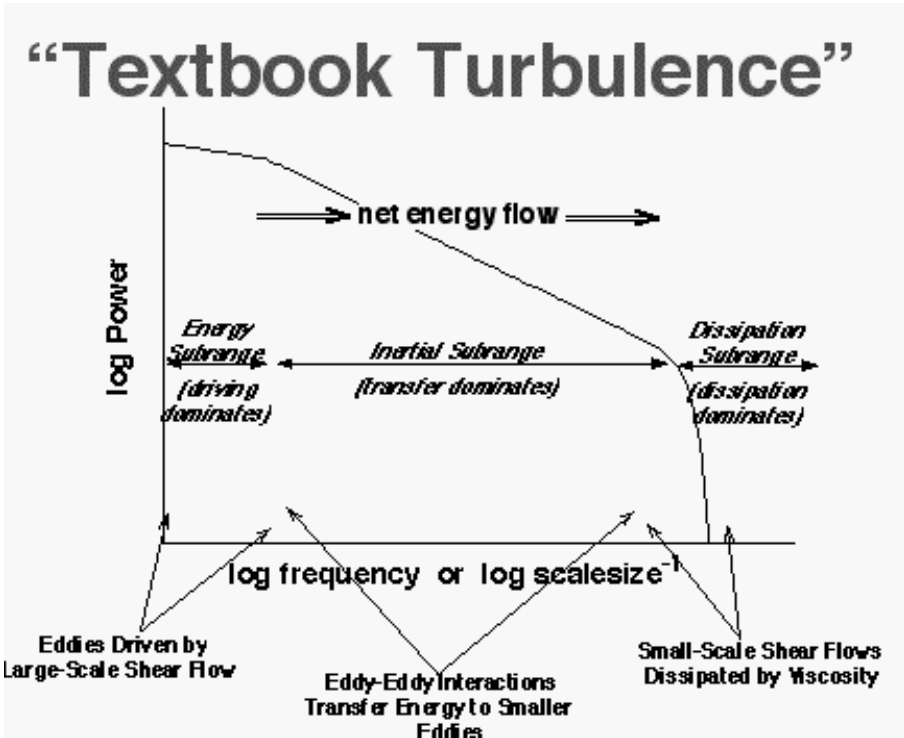 “Textbook Turbulence”
net energy flow
log Power
Energy
Subrange
(driving
dominates)
Inertial Subrange
(transfer dominates)
Dissipation
Subrange
(dissipation
dominates)
log frequency or log scalesize⁻¹
Eddies Driven by
Large-Scale Shear Flow
Eddy-Eddy Interactions
Transfer Energy to Smaller
Eddies
Small-Scale Shear Flows
Dissipated by Viscosity